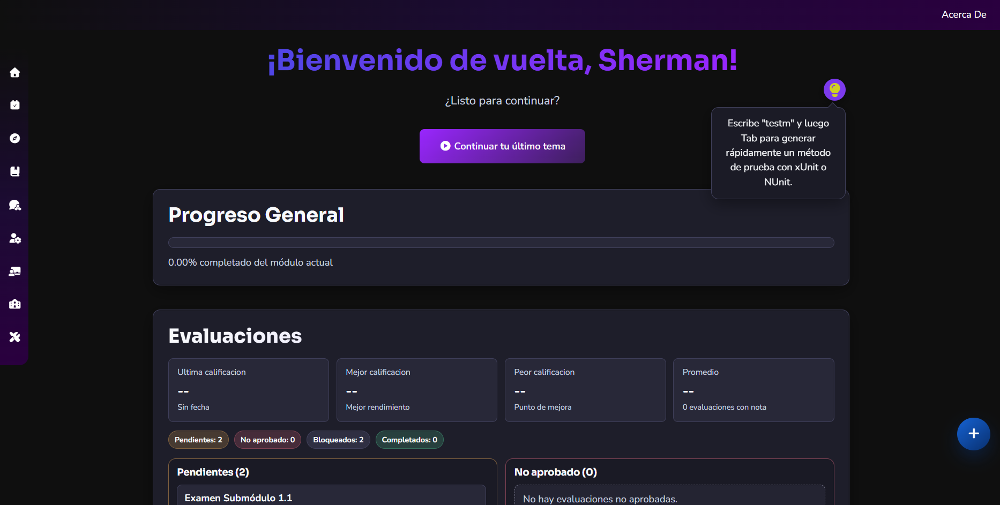 Acerca De
¡Bienvenido de vuelta, Sherman!
¿Listo para continuar?
Continuar tu último tema
Escribe "testm" y luego
Tab para generar
rápidamente un método
de prueba con xUnit o
NUnit.
Progreso General
0.00% completado del módulo actual
Evaluaciones
Ultima calificacion
--
Sin fecha
Mejor calificacion
--
Mejor rendimiento
Peor calificacion
--
Punto de mejora
Promedio
--
0 evaluaciones con nota
Pendientes: 2
No aprobado: 0
Bloqueados: 2
Completados: 0
Pendientes (2)
Examen Submódulo 1.1
No aprobado (0)
No hay evaluaciones no aprobadas.